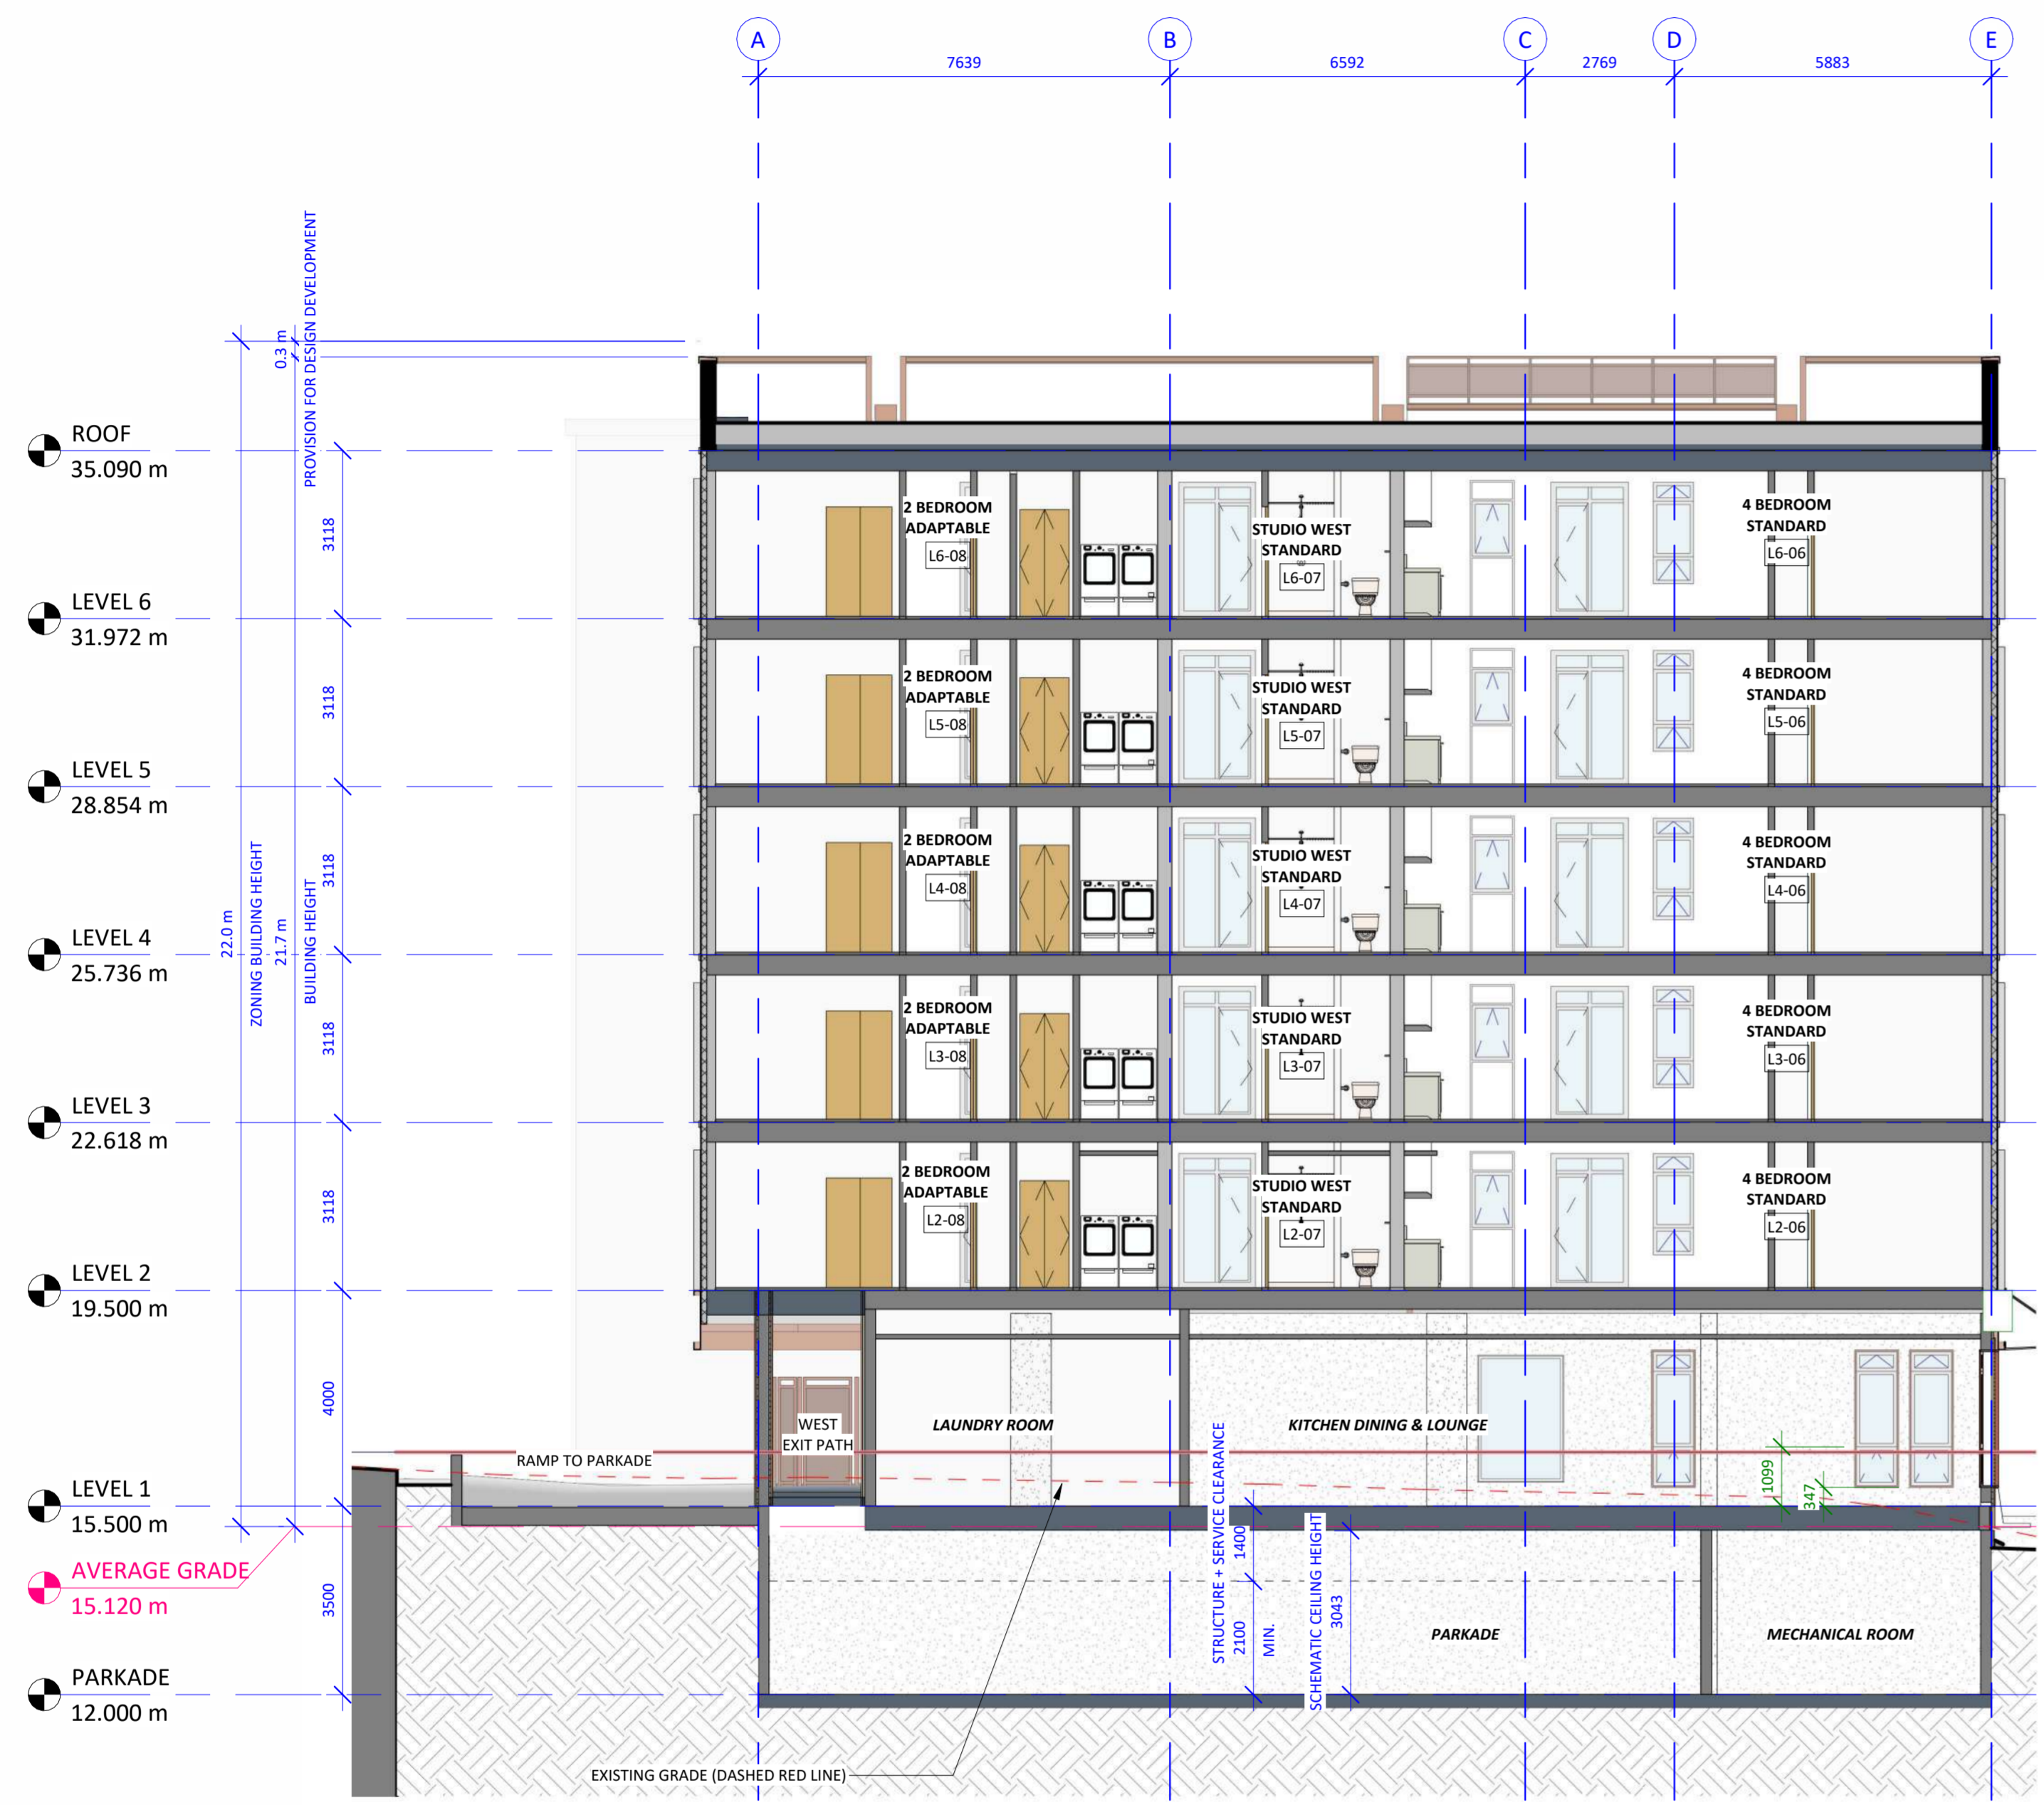 A
B
C
D
E
7639
6592
2769
5883
0.3 m
PROVISION FOR DESIGN DEVELOPMENT
ROOF
35.090 m
3118
2 BEDROOM
ADAPTABLE
L6-08
STUDIO WEST
STANDARD
L6-07
4 BEDROOM
STANDARD
L6-06
LEVEL 6
31.972 m
3118
2 BEDROOM
ADAPTABLE
L5-08
STUDIO WEST
STANDARD
L5-07
4 BEDROOM
STANDARD
L5-06
LEVEL 5
28.854 m
3118
2 BEDROOM
ADAPTABLE
L4-08
STUDIO WEST
STANDARD
L4-07
4 BEDROOM
STANDARD
L4-06
22.0 m
ZONING BUILDING HEIGHT
21.7 m
BUILDING HEIGHT
LEVEL 4
25.736 m
3118
2 BEDROOM
ADAPTABLE
L3-08
STUDIO WEST
STANDARD
L3-07
4 BEDROOM
STANDARD
L3-06
LEVEL 3
22.618 m
3118
2 BEDROOM
ADAPTABLE
L2-08
STUDIO WEST
STANDARD
L2-07
4 BEDROOM
STANDARD
L2-06
LEVEL 2
19.500 m
4000
WEST
EXIT PATH
LAUNDRY ROOM
KITCHEN DINING & LOUNGE
RAMP TO PARKADE
1099
347
LEVEL 1
15.500 m
AVERAGE GRADE
15.120 m
3500
STRUCTURE + SERVICE CLEARANCE
1400
2100
MIN.
SCHEMATIC CEILING HEIGHT
3043
PARKADE
MECHANICAL ROOM
PARKADE
12.000 m
EXISTING GRADE (DASHED RED LINE)